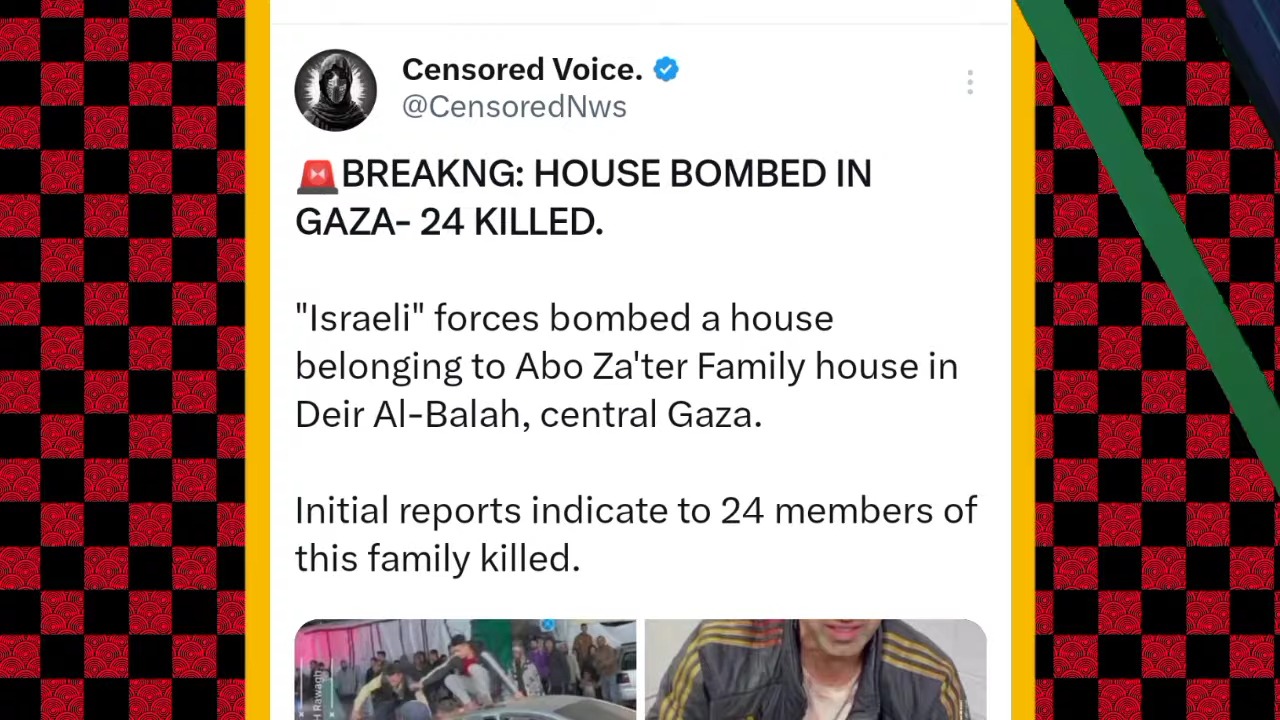 Censored Voice.
@CensoredNws
🚨BREAKNG: HOUSE BOMBED IN
GAZA- 24 KILLED.
"Israeli" forces bombed a house
belonging to Abo Za'ter Family house in
Deir Al-Balah, central Gaza.
Initial reports indicate to 24 members of
this family killed.